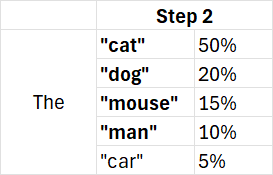 Step 2
"cat" 50%
"dog" 20%
The "mouse" 15%
"man" 10%
"car" 5%